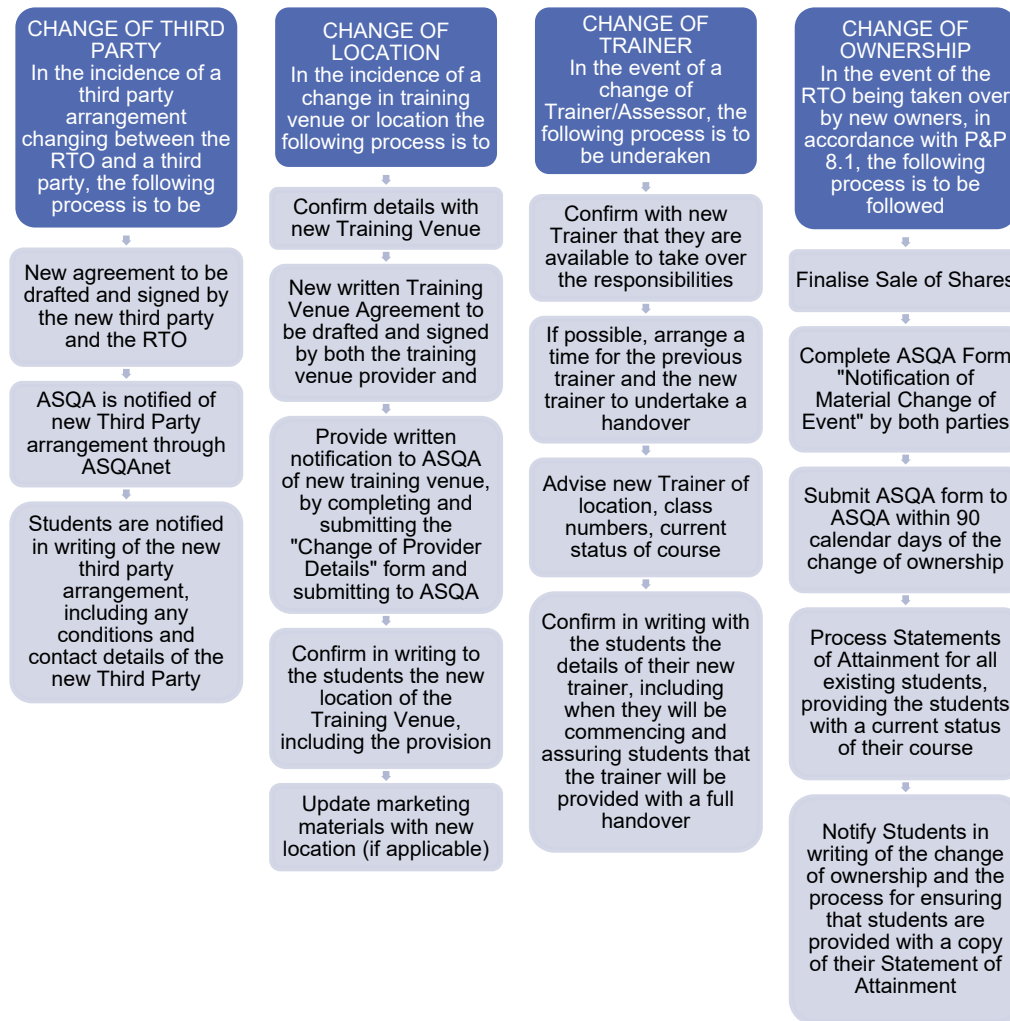 CHANGE OF THIRD
PARTY
In the incidence of a
third party
arrangement
changing between the
RTO and a third
party, the following
process is to be
New agreement to be
drafted and signed by
the new third party
and the RTO
ASQA is notified of
new Third Party
arrangement through
ASQAnet
Students are notified
in writing of the new
third party
arrangement,
including any
conditions and
contact details of the
new Third Party
CHANGE OF
LOCATION
In the incidence of a
change in training
venue or location the
following process is to
Confirm details with
new Training Venue
New written Training
Venue Agreement to
be drafted and signed
by both the training
venue provider and
Provide written
notification to ASQA
of new training venue,
by completing and
submitting the
"Change of Provider
Details" form and
submitting to ASQA
Confirm in writing to
the students the new
location of the
Training Venue,
including the provision
Update marketing
materials with new
location (if applicable)
CHANGE OF
TRAINER
In the event of a
change of
Trainer/Assessor, the
following process is to
be underaken
Confirm with new
Trainer that they are
available to take over
the responsibilities
If possible, arrange a
time for the previous
trainer and the new
trainer to undertake a
handover
Advise new Trainer of
location, class
numbers, current
status of course
Confirm in writing with
the students the
details of their new
trainer, including
when they will be
commencing and
assuring students that
the trainer will be
provided with a full
handover
CHANGE OF
OWNERSHIP
In the event of the
RTO being taken over
by new owners, in
accordance with P&P
8.1, the following
process is to be
followed
Finalise Sale of Shares
Complete ASQA Form
"Notification of
Material Change of
Event" by both parties
Submit ASQA form to
ASQA within 90
calendar days of the
change of ownership
Process Statements
of Attainment for all
existing students,
providing the students
with a current status
of their course
Notify Students in
writing of the change
of ownership and the
process for ensuring
that students are
provided with a copy
of their Statement of
Attainment